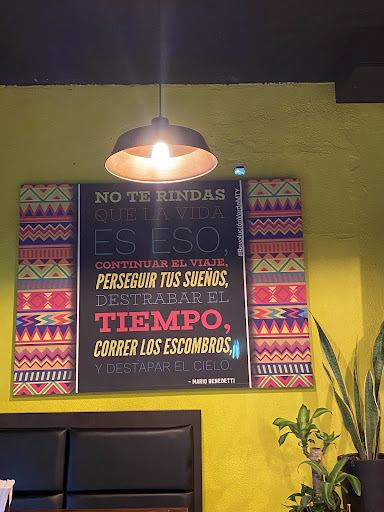 NO TE RINDAS
QUE LA VIDA
ES ESO,
CONTINUAR EL VIAJE,
PERSEGUIR TUS SUEÑOS,
DESTRABAR EL
TIEMPO,
CORRER LOS ESCOMBROS,
Y DESTAPAR EL CIELO.
- MARIO BENEDETTI
#RevoluciónVerdeMTY